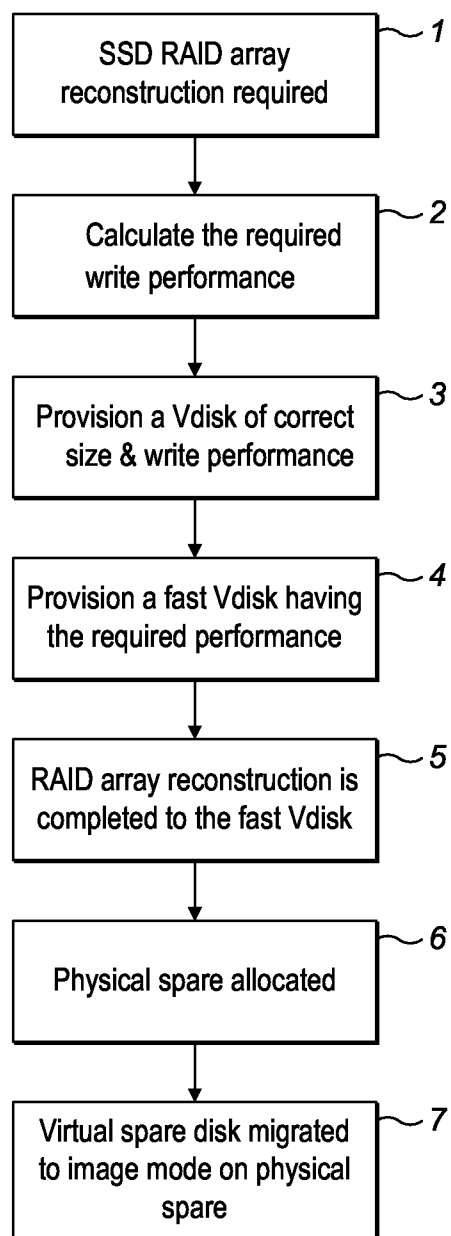 1
SSD RAID array
reconstruction required
2
Calculate the required
write performance
3
Provision a Vdisk of correct
size & write performance
4
Provision a fast Vdisk having
the required performance
5
RAID array reconstruction is
completed to the fast Vdisk
6
Physical spare allocated
7
Virtual spare disk migrated
to image mode on physical
spare